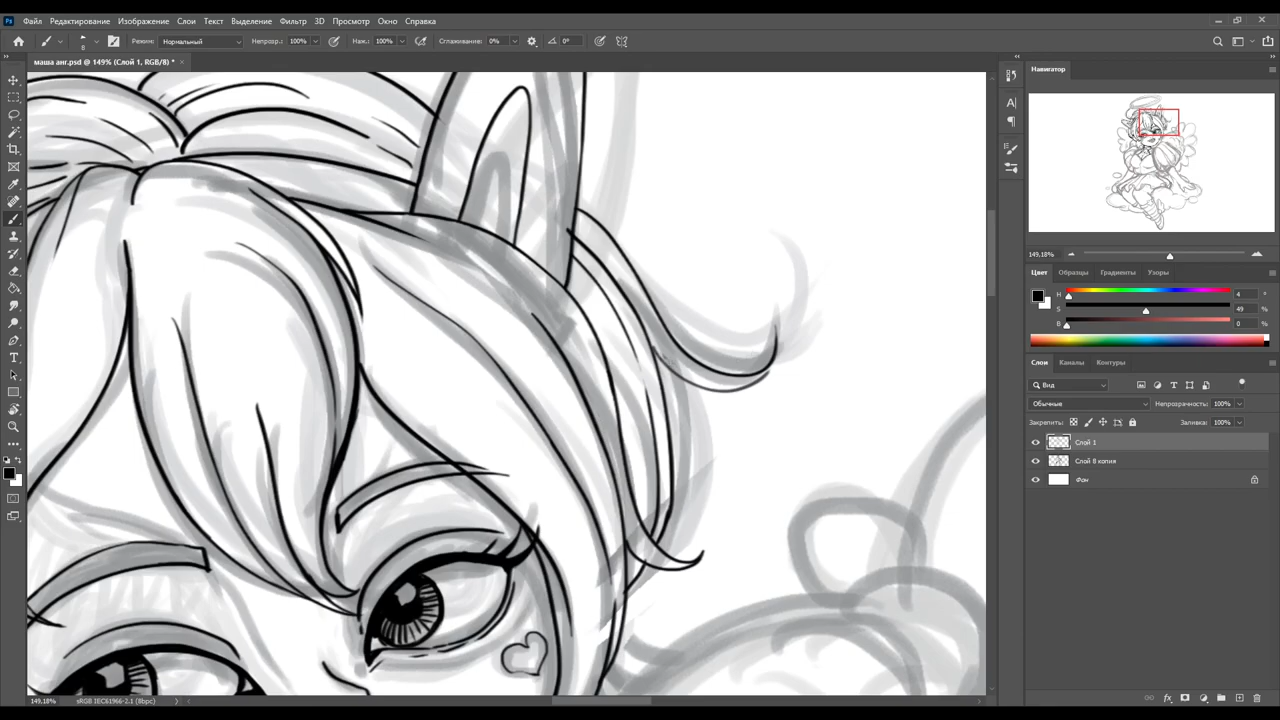 Ps Файл Редактирование Изображение Слои Текст Выделение Фильтр 3D Просмотр Окно Справка
8 Режим: Нормальный Непрозр.: 100% Наж.: 100% Сглаживание: 0% 0°
маша анг.psd @ 149% (Слой 1, RGB/8) *
Навигатор
149,18%
Цвет Образцы Градиенты Узоры
H 4 °
S 49 %
B 0 %
Слои Каналы Контуры
Вид
Обычные Непрозрачность: 100%
Закрепить: Заливка: 100%
Слой 1
Слой 8 копия
Фон
149,18% sRGB IEC61966-2.1 (8bpc)